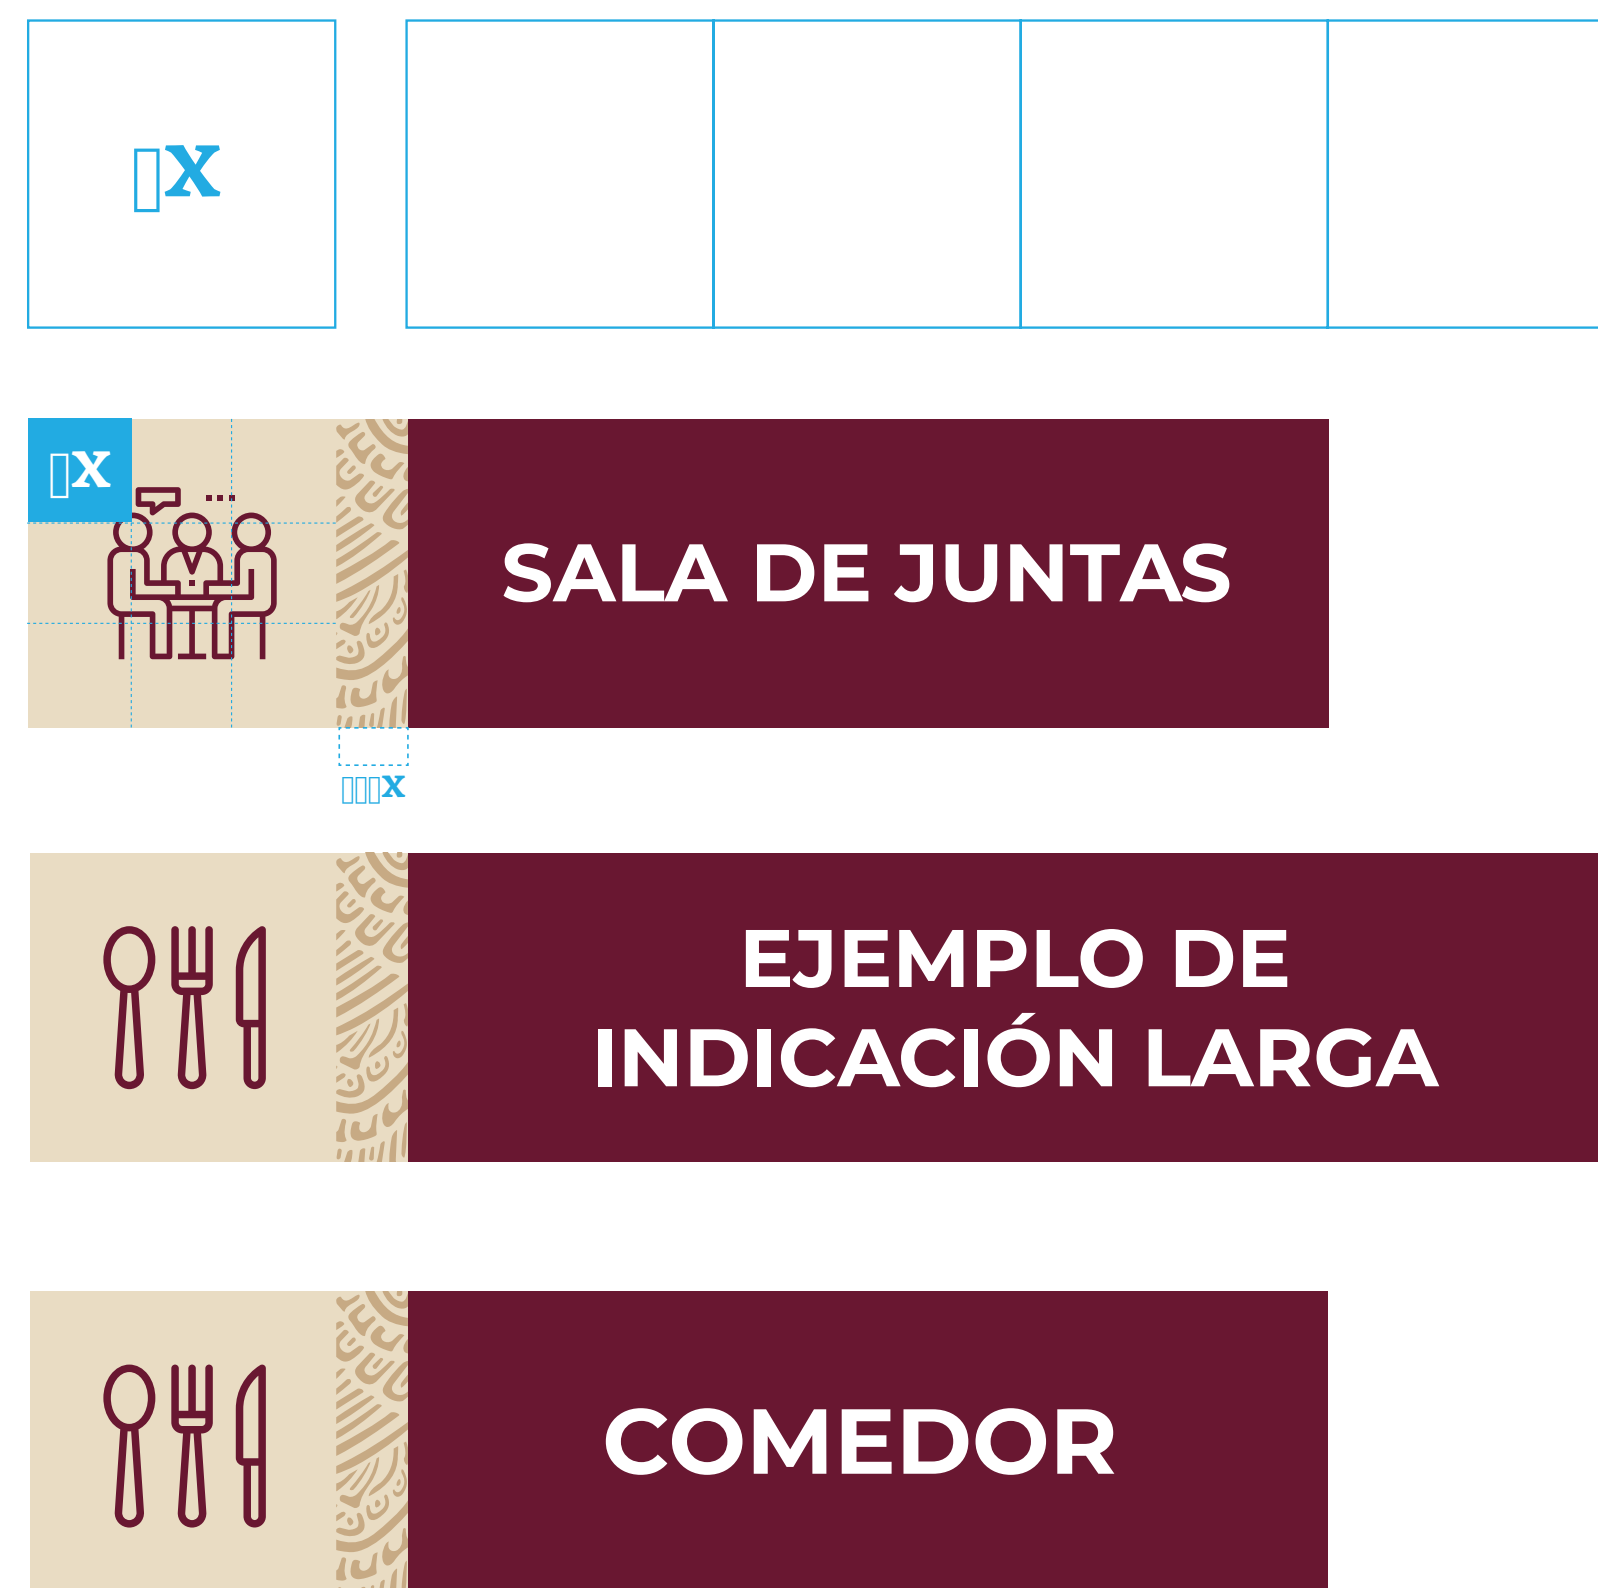 ▯x
▯x
SALA DE JUNTAS
▯▯▯x
EJEMPLO DE
INDICACIÓN LARGA
COMEDOR